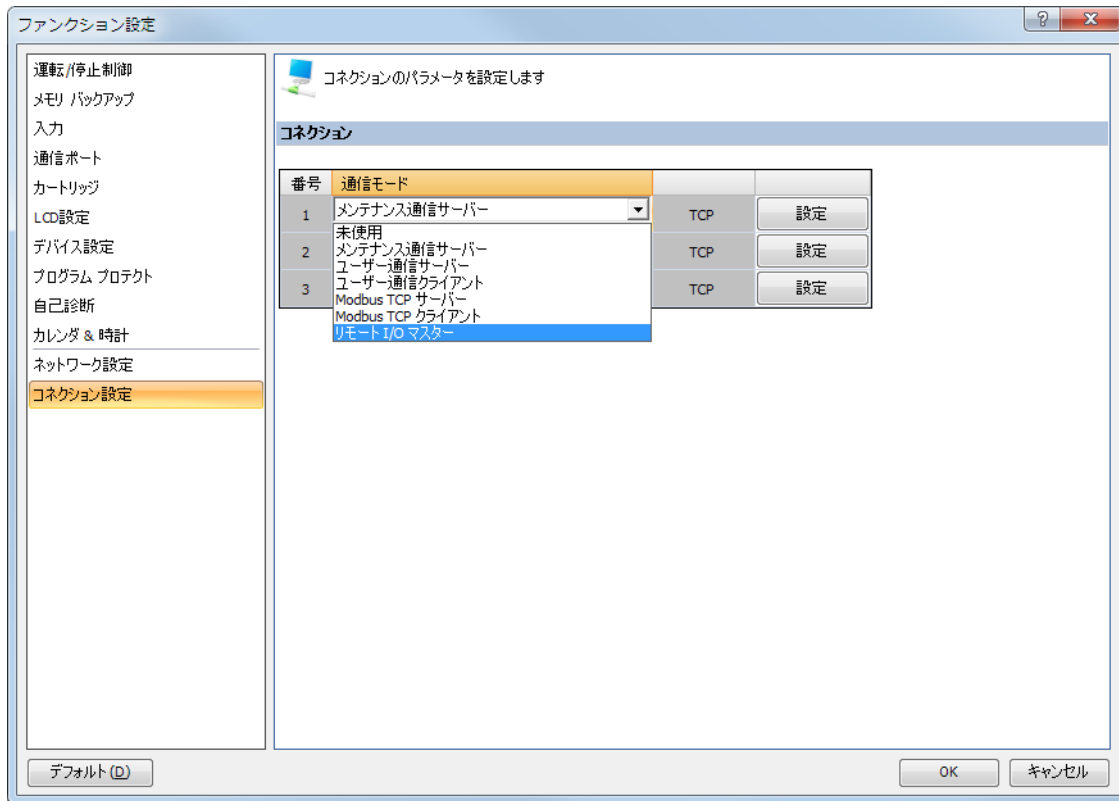 ファンクション設定
?
X
運転/停止制御
メモリ バックアップ
入力
通信ポート
カートリッジ
LCD設定
デバイス設定
プログラム プロテクト
自己診断
カレンダ & 時計
ネットワーク設定
コネクション設定
コネクションのパラメータを設定します
コネクション
番号 通信モード
1 メンテナンス通信サーバー TCP 設定
2 TCP 設定
3 TCP 設定
未使用
メンテナンス通信サーバー
ユーザー通信サーバー
ユーザー通信クライアント
Modbus TCP サーバー
Modbus TCP クライアント
リモート I/O マスター
デフォルト(D)
OK
キャンセル